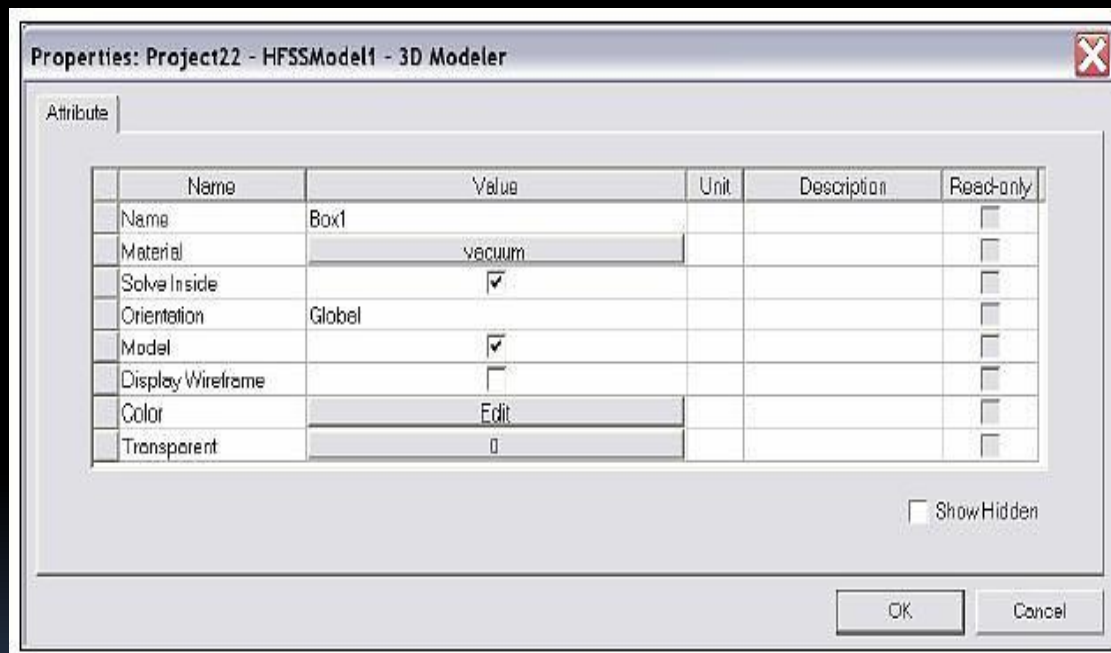 Properties: Project22 - HFSSModel1 - 3D Modeler
Attribute
Name Value Unit Description Read-only
Name Box1
Material vacuum
Solve Inside
Orientation Global
Model
Display Wireframe
Color Edit
Transparent 0
Show Hidden
OK Cancel